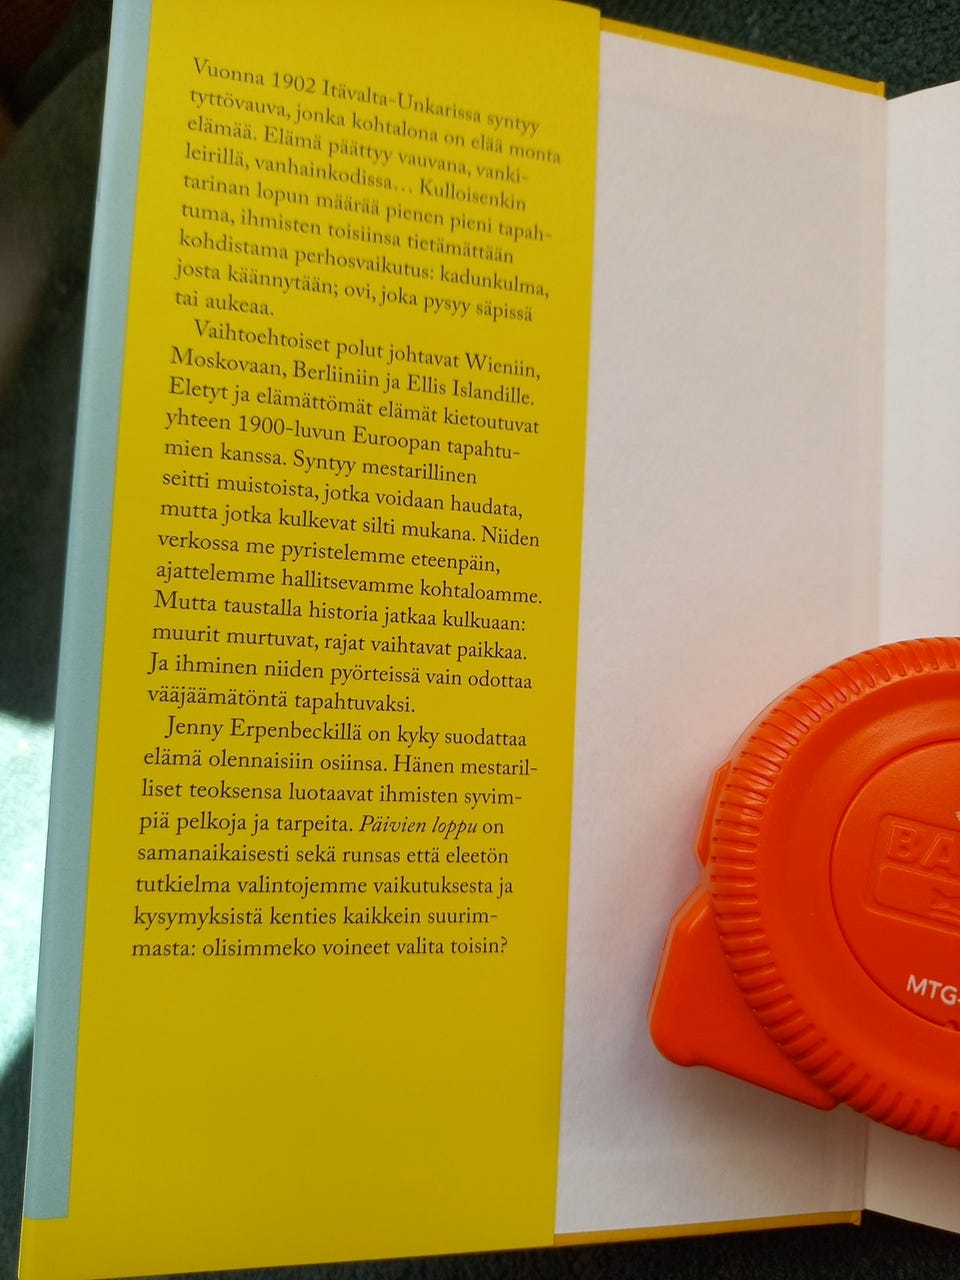 Vuonna 1902 Itävalta-Unkarissa syntyy
tyttövauva, jonka kohtalona on elää monta
elämää. Elämä päättyy vauvana, vanki-
leirillä, vanhainkodissa… Kulloisenkin
tarinan lopun määrää pienen pieni tapah-
tuma, ihmisten toisiinsa tietämättään
kohdistama perhosvaikutus: kadunkulma,
josta käännytään; ovi, joka pysyy säpissä
tai aukeaa.
Vaihtoehtoiset polut johtavat Wieniin,
Moskovaan, Berliiniin ja Ellis Islandille.
Eletyt ja elämättömät elämät kietoutuvat
yhteen 1900-luvun Euroopan tapahtu-
mien kanssa. Syntyy mestarillinen
seitti muistoista, jotka voidaan haudata,
mutta jotka kulkevat silti mukana. Niiden
verkossa me pyristelemme eteenpäin,
ajattelemme hallitsevamme kohtaloamme.
Mutta taustalla historia jatkaa kulkuaan:
muurit murtuvat, rajat vaihtavat paikkaa.
Ja ihminen niiden pyörteissä vain odottaa
vääjäämätöntä tapahtuvaksi.
Jenny Erpenbeckillä on kyky suodattaa
elämä olennaisiin osiinsa. Hänen mestaril-
liset teoksensa luotaavat ihmisten syvim-
piä pelkoja ja tarpeita. Päivien loppu on
samanaikaisesti sekä runsas että eleetön
tutkielma valintojemme vaikutuksesta ja
kysymyksistä kenties kaikkein suurim-
masta: olisimmeko voineet valita toisin?
BA
MTG-